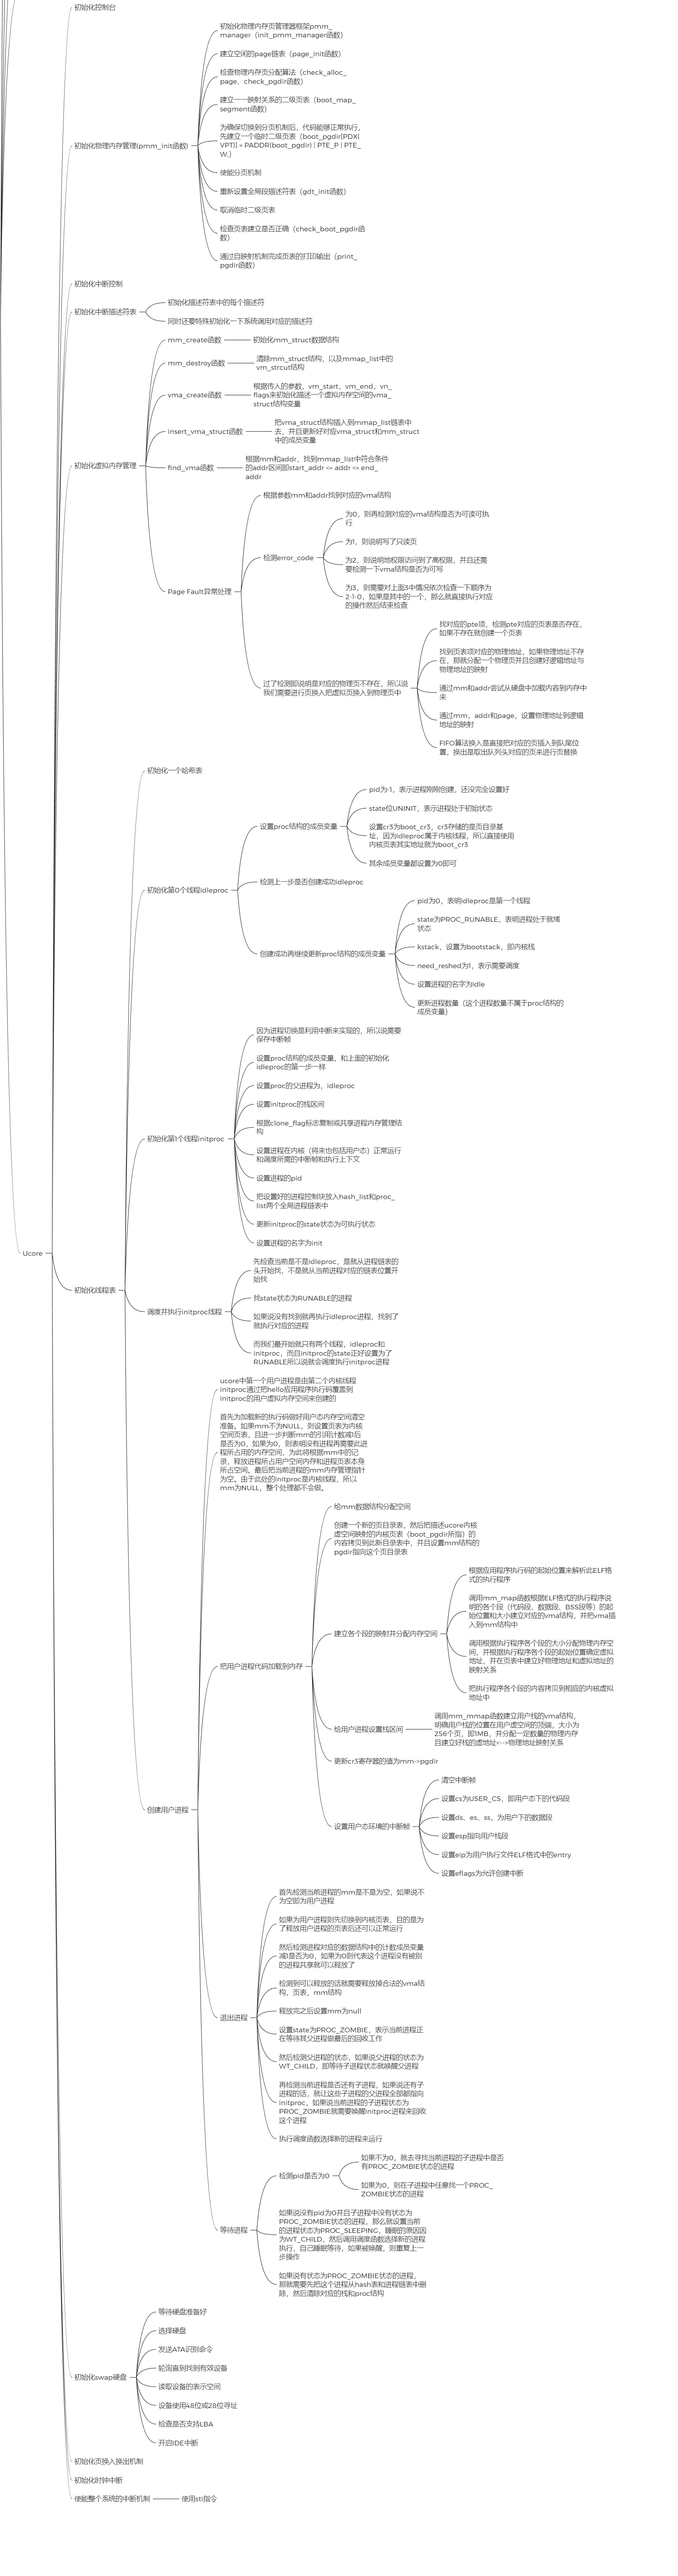 初始化控制台
初始化物理内存管理(pmm_init函数)
初始化物理内存页管理器框架pmm_
manager（init_pmm_manager函数）
建立空闲的page链表（page_init函数）
检查物理内存页分配算法（check_alloc_
page、check_pgdir函数）
建立一一映射关系的二级页表（boot_map_
segment函数）
为确保切换到分页机制后，代码能够正常执行，
先建立一个临时二级页表（boot_pgdir[PDX(
VPT)] = PADDR(boot_pgdir) | PTE_P | PTE_
W;）
使能分页机制
重新设置全局段描述符表（gdt_init函数）
取消临时二级页表
检查页表建立是否正确（check_boot_pgdir函
数）
通过自映射机制完成页表的打印输出（print_
pgdir函数）
初始化中断控制
初始化中断描述符表
初始化描述符表中的每个描述符
同时还要特殊初始化一下系统调用对应的描述符
初始化虚拟内存管理
mm_create函数
初始化mm_struct数据结构
mm_destroy函数
清除mm_struct结构，以及mmap_list中的
vm_strcut结构
vma_create函数
根据传入的参数，vm_start，vm_end，vn_
flags来初始化描述一个虚拟内存空间的vma_
struct结构变量
insert_vma_struct函数
把vma_struct结构插入到mmap_list链表中
去，并且更新好对应vma_struct和mm_struct
中的成员变量
find_vma函数
根据mm和addr，找到mmap_list中符合条件
的addr区间即start_addr <= addr <= end_
addr
Page Fault异常处理
根据参数mm和addr找到对应的vma结构
检测error_code
为0，则再检测对应的vma结构是否为可读可执
行
为1，则说明写了只读页
为2，则说明地权限访问到了高权限，并且还需
要检测一下vma结构是否为可写
为3，则需要对上面3中情况依次检查一下顺序为
2-1-0，如果是其中的一个，那么就直接执行对应
的操作然后结束检查
过了检测即说明是对应的物理页不存在，所以说
我们需要进行页换入把虚拟页换入到物理页中
找对应的pte项，检测pte对应的页表是否存在，
如果不存在就创建一个页表
找到页表项对应的物理地址，如果物理地址不存
在，那就分配一个物理页并且创建好逻辑地址与
物理地址的映射
通过mm和addr尝试从硬盘中加载内容到内存中
来
通过mm，addr和page，设置物理地址到逻辑
地址的映射
FIFO算法换入是直接把对应的页插入到队尾位
置，换出是取出队列头对应的页来进行页替换
Ucore
初始化线程表
初始化一个哈希表
初始化第0个线程idleproc
设置proc结构的成员变量
pid为-1，表示进程刚刚创建，还没完全设置好
state位UNINIT，表示进程处于初始状态
设置cr3为boot_cr3，cr3存储的是页目录基
址，因为idleproc属于内核线程，所以直接使用
内核页表其实地址就为boot_cr3
其余成员变量都设置为0即可
检测上一步是否创建成功idleproc
创建成功再继续更新proc结构的成员变量
pid为0，表明idleproc是第一个线程
state为PROC_RUNABLE，表明进程处于就绪
状态
kstack，设置为bootstack，即内核栈
need_reshed为1，表示需要调度
设置进程的名字为idle
更新进程数量（这个进程数量不属于proc结构的
成员变量）
初始化第1个线程initproc
因为进程切换是利用中断来实现的，所以说需要
保存中断帧
设置proc结构的成员变量，和上面的初始化
idleproc的第一步一样
设置proc的父进程为，idleproc
设置initproc的栈区间
根据clone_flag标志复制或共享进程内存管理结
构
设置进程在内核（将来也包括用户态）正常运行
和调度所需的中断帧和执行上下文
设置进程的pid
把设置好的进程控制块放入hash_list和proc_
list两个全局进程链表中
更新initproc的state状态为可执行状态
设置进程的名字为init
调度并执行initproc线程
先检查当前是不是idleproc，是就从进程链表的
头开始找，不是就从当前进程对应的链表位置开
始找
找state状态为RUNABLE的进程
如果说没有找到就再执行idleproc进程，找到了
就执行对应的进程
而我们最开始就只有两个线程，idleproc和
initproc，而且initproc的state正好设置为了
RUNABLE所以说就会调度执行initproc进程
创建用户进程
ucore中第一个用户进程是由第二个内核线程
initproc通过把hello应用程序执行码覆盖到
initproc的用户虚拟内存空间来创建的
首先为加载新的执行码做好用户态内存空间清空
准备。如果mm不为NULL，则设置页表为内核
空间页表，且进一步判断mm的引用计数减1后
是否为0，如果为0，则表明没有进程再需要此进
程所占用的内存空间，为此将根据mm中的记
录，释放进程所占用户空间内存和进程页表本身
所占空间。最后把当前进程的mm内存管理指针
为空。由于此处的initproc是内核线程，所以
mm为NULL，整个处理都不会做。
把用户进程代码加载到内存
给mm数据结构分配空间
创建一个新的页目录表，然后把描述ucore内核
虚空间映射的内核页表（boot_pgdir所指）的
内容拷贝到此新目录表中，并且设置mm结构的
pgdir指向这个页目录表
建立各个段的映射并分配内存空间
根据应用程序执行码的起始位置来解析此ELF格
式的执行程序
调用mm_map函数根据ELF格式的执行程序说
明的各个段（代码段、数据段、BSS段等）的起
始位置和大小建立对应的vma结构，并把vma插
入到mm结构中
调用根据执行程序各个段的大小分配物理内存空
间，并根据执行程序各个段的起始位置确定虚拟
地址，并在页表中建立好物理地址和虚拟地址的
映射关系
把执行程序各个段的内容拷贝到相应的内核虚拟
地址中
给用户进程设置栈区间
调用mm_mmap函数建立用户栈的vma结构，
明确用户栈的位置在用户虚空间的顶端，大小为
256个页，即1MB，并分配一定数量的物理内存
且建立好栈的虚地址<-->物理地址映射关系
更新cr3寄存器的值为mm->pgdir
设置用户态环境的中断帧
清空中断帧
设置cs为USER_CS，即用户态下的代码段
设置ds、es、ss，为用户下的数据段
设置esp指向用户栈段
设置eip为用户执行文件ELF格式中的entry
设置eflags为允许创建中断
退出进程
首先检测当前进程的mm是不是为空，如果说不
为空即为用户进程
如果为用户进程则先切换到内核页表，目的是为
了释放用户进程的页表后还可以正常运行
然后检测进程对应的数据结构中的计数成员变量
减1是否为0，如果为0则代表这个进程没有被别
的进程共享就可以释放了
检测到可以释放的话就需要释放掉合法的vma结
构，页表，mm结构
释放完之后设置mm为null
设置state为PROC_ZOMBIE，表示当前进程正
在等待其父进程做最后的回收工作
然后检测父进程的状态，如果说父进程的状态为
WT_CHILD，即等待子进程状态就唤醒父进程
再检测当前进程是否还有子进程，如果说还有子
进程的话，就让这些子进程的父进程全部都指向
initproc，如果说当前进程的子进程状态为
PROC_ZOMBIE就需要唤醒initproc进程来回收
这个进程
执行调度函数选择新的进程来运行
等待进程
检测pid是否为0
如果不为0，就去寻找当前进程的子进程中是否
有PROC_ZOMBIE状态的进程
如果为0，则在子进程中任意找一个PROC_
ZOMBIE状态的进程
如果说没有pid为0并且子进程中没有状态为
PROC_ZOMBIE状态的进程，那么就设置当前
的进程状态为PROC_SLEEPING，睡眠的原因因
为WT_CHILD，然后调用调度函数选择新的进程
执行，自己睡眠等待，如果被唤醒，则重复上一
步操作
如果说有状态为PROC_ZOMBIE状态的进程，
那就需要先把这个进程从hash表和进程链表中删
除，然后清除对应的栈和proc结构
初始化swap硬盘
等待硬盘准备好
选择硬盘
发送ATA识别命令
轮询直到找到有效设备
读取设备的表示空间
设备使用48位或28位寻址
检查是否支持LBA
开启IDE中断
初始化页换入换出机制
初始化时钟中断
使能整个系统的中断机制
使用sti指令